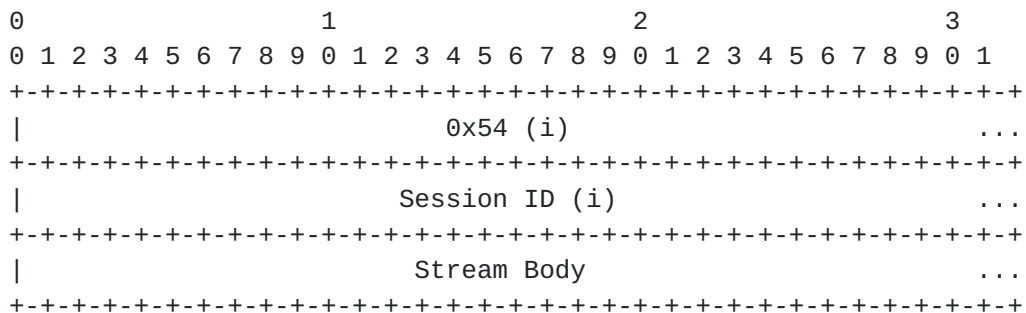 0                   1                   2                   3
0 1 2 3 4 5 6 7 8 9 0 1 2 3 4 5 6 7 8 9 0 1 2 3 4 5 6 7 8 9 0 1
+-+-+-+-+-+-+-+-+-+-+-+-+-+-+-+-+-+-+-+-+-+-+-+-+-+-+-+-+-+-+-+-+
|                           0x54 (i)                          ...
+-+-+-+-+-+-+-+-+-+-+-+-+-+-+-+-+-+-+-+-+-+-+-+-+-+-+-+-+-+-+-+-+
|                        Session ID (i)                       ...
+-+-+-+-+-+-+-+-+-+-+-+-+-+-+-+-+-+-+-+-+-+-+-+-+-+-+-+-+-+-+-+-+
|                         Stream Body                         ...
+-+-+-+-+-+-+-+-+-+-+-+-+-+-+-+-+-+-+-+-+-+-+-+-+-+-+-+-+-+-+-+-+